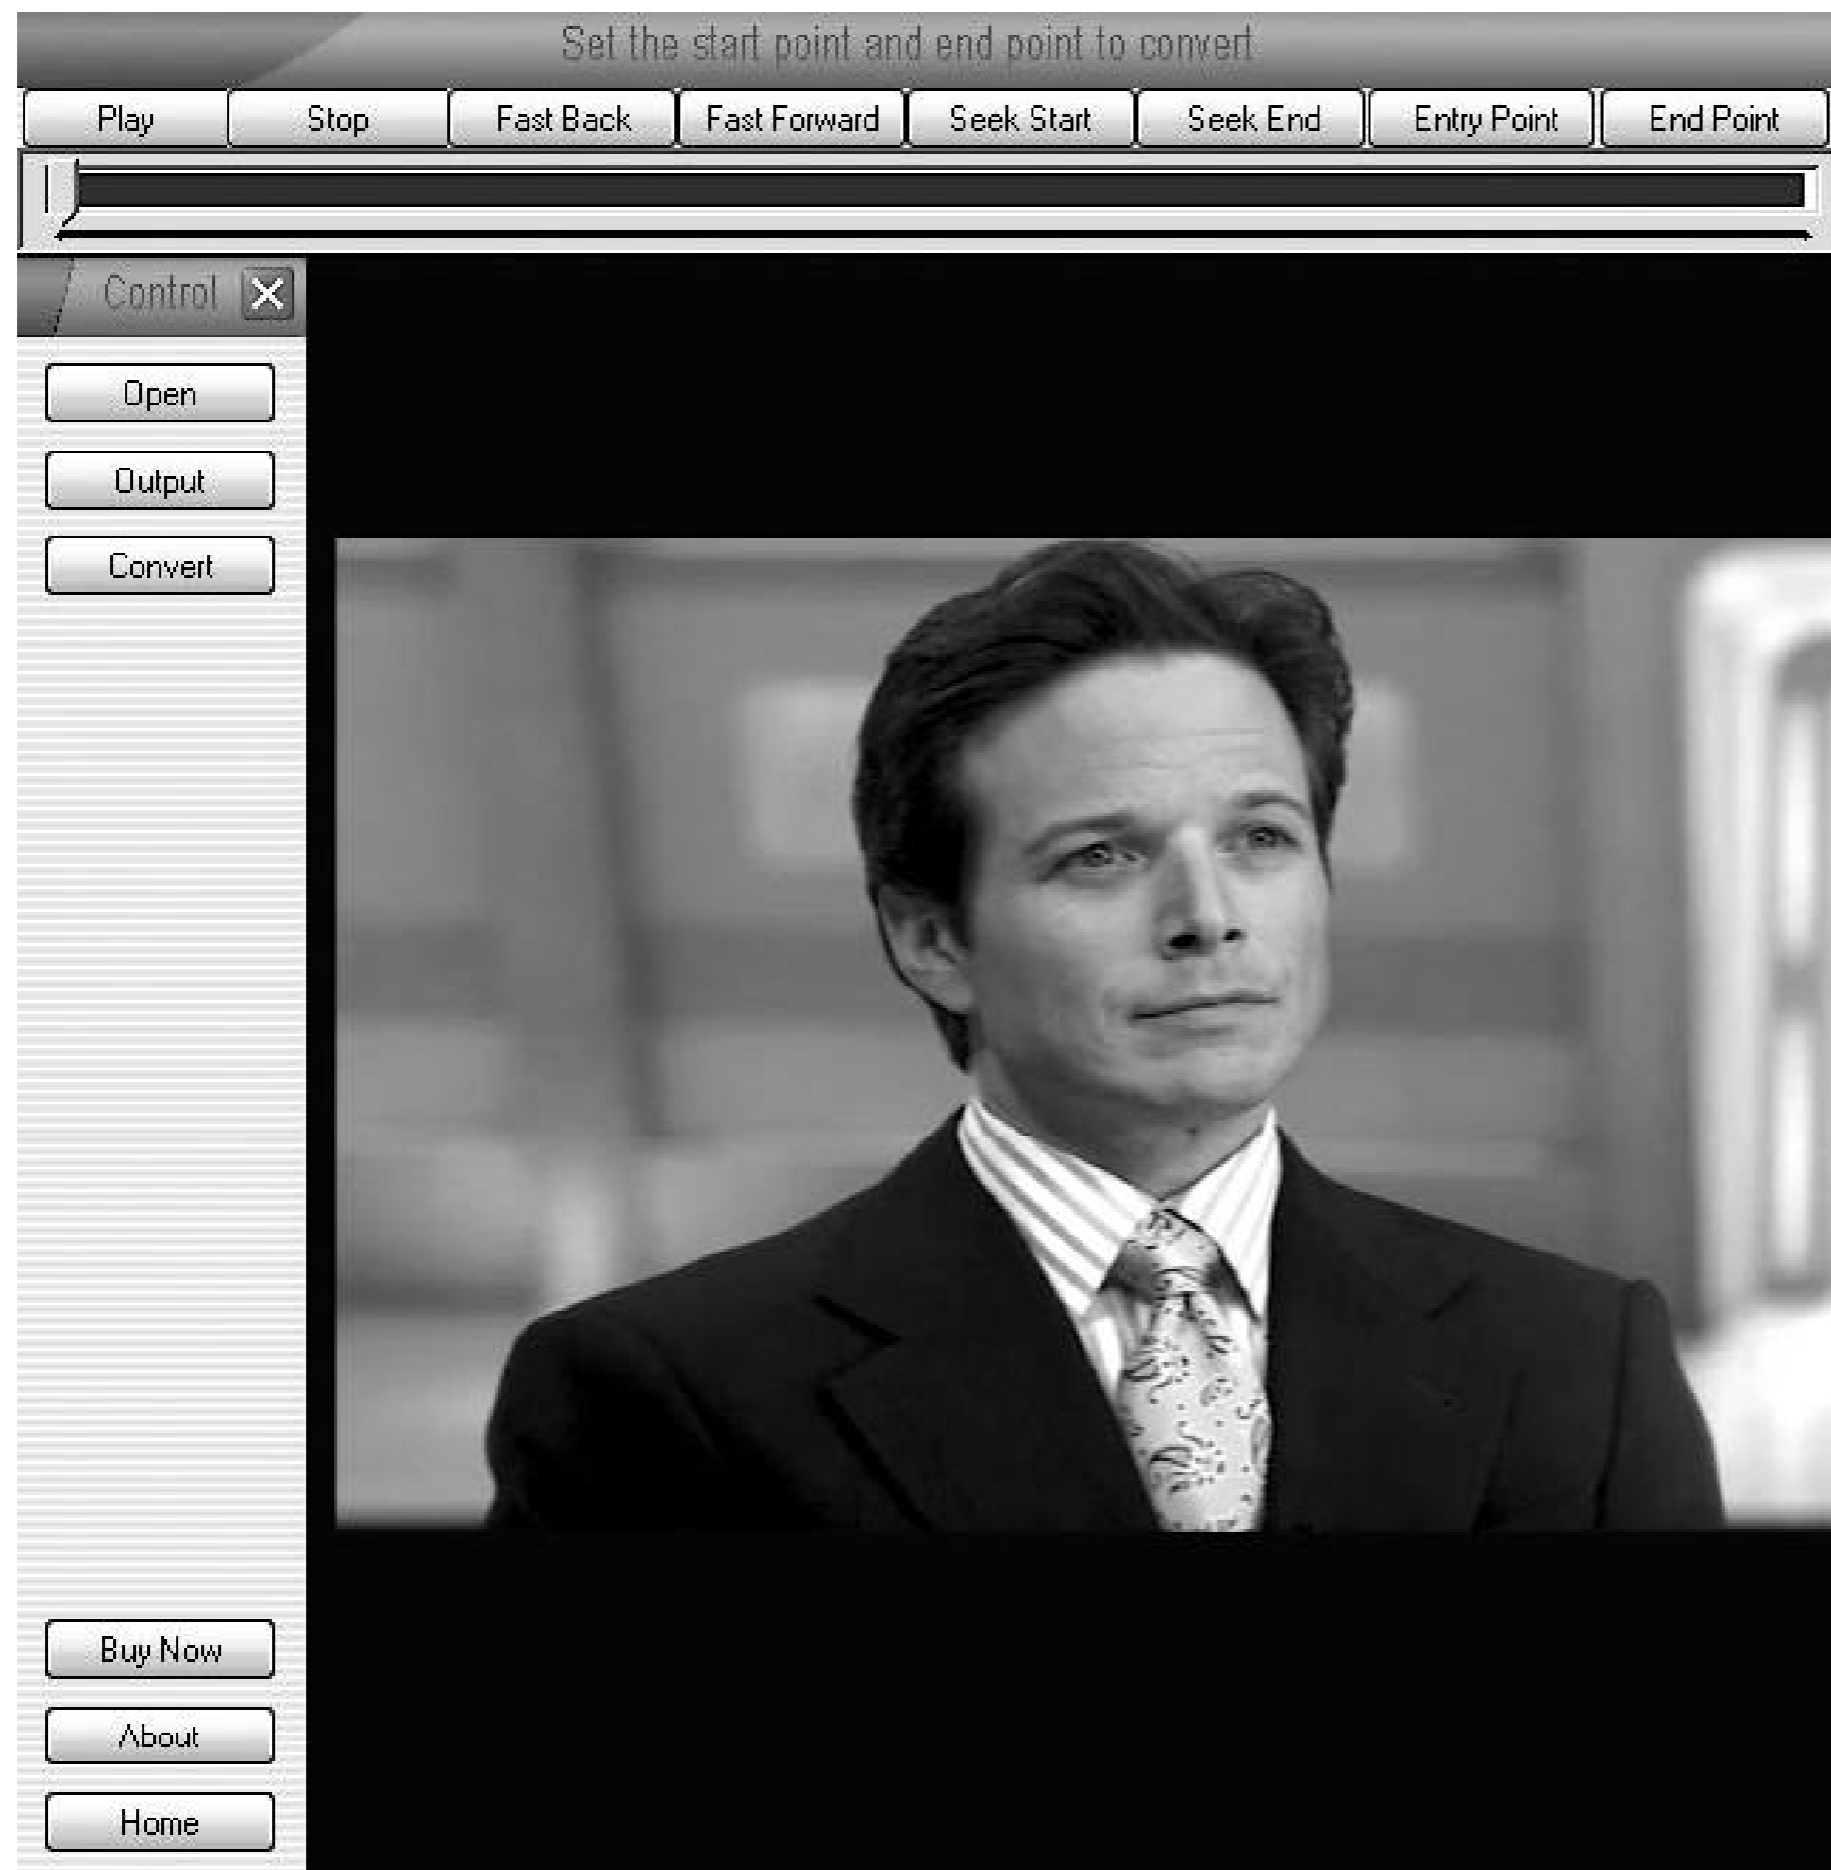 Set the start point and end point to convert
Play Stop Fast Back Fast Forward Seek Start Seek End Entry Point End Point
Control
Open
Output
Convert
Buy Now
About
Home